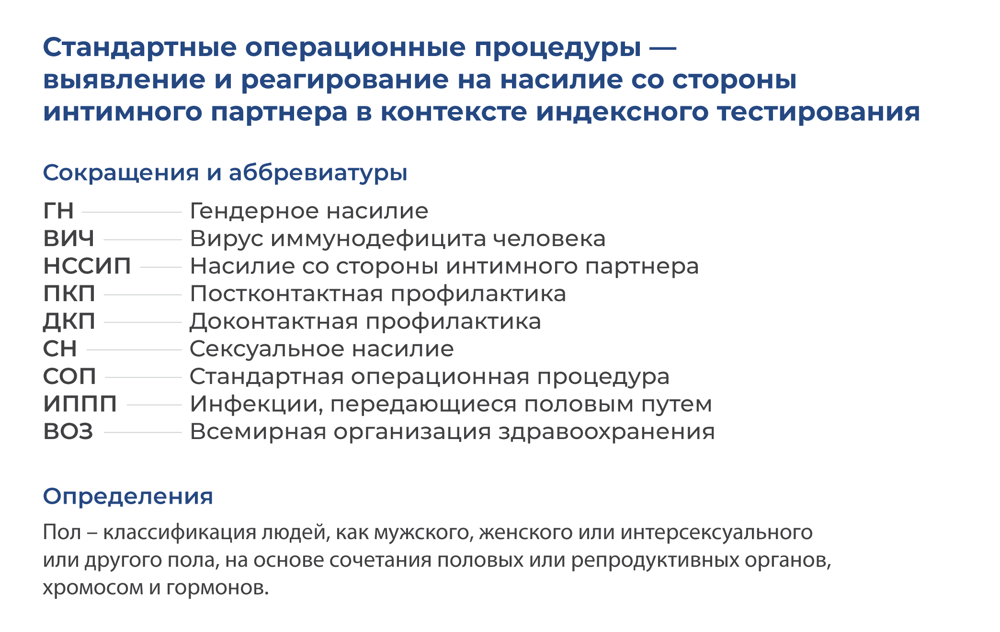 Стандартные операционные процедуры —
выявление и реагирование на насилие со стороны
интимного партнера в контексте индексного тестирования
Сокращения и аббревиатуры
ГН Гендерное насилие
ВИЧ Вирус иммунодефицита человека
НССИП Насилие со стороны интимного партнера
ПКП Постконтактная профилактика
ДКП Доконтактная профилактика
СН Сексуальное насилие
СОП Стандартная операционная процедура
ИППП Инфекции, передающиеся половым путем
ВОЗ Всемирная организация здравоохранения
Определения
Пол – классификация людей, как мужского, женского или интерсексуального
или другого пола, на основе сочетания половых или репродуктивных органов,
хромосом и гормонов.